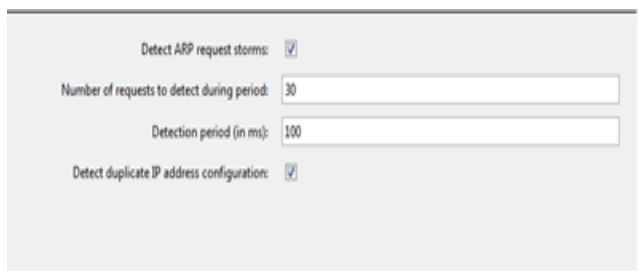 Detect ARP request storms:
Number of requests to detect during period: 30
Detection period (in ms): 100
Detect duplicate IP address configuration: